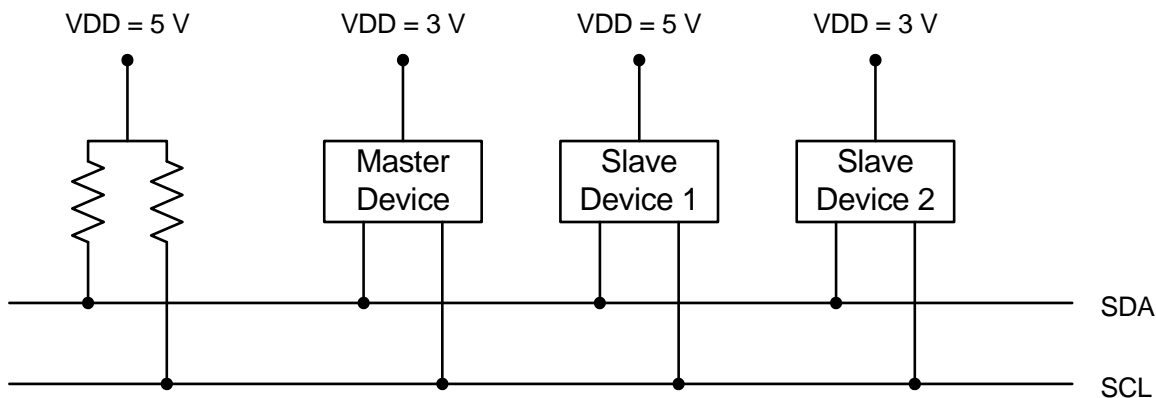 VDD = 5 V
VDD = 3 V
VDD = 5 V
VDD = 3 V
Master
Device
Slave
Device 1
Slave
Device 2
SDA
SCL